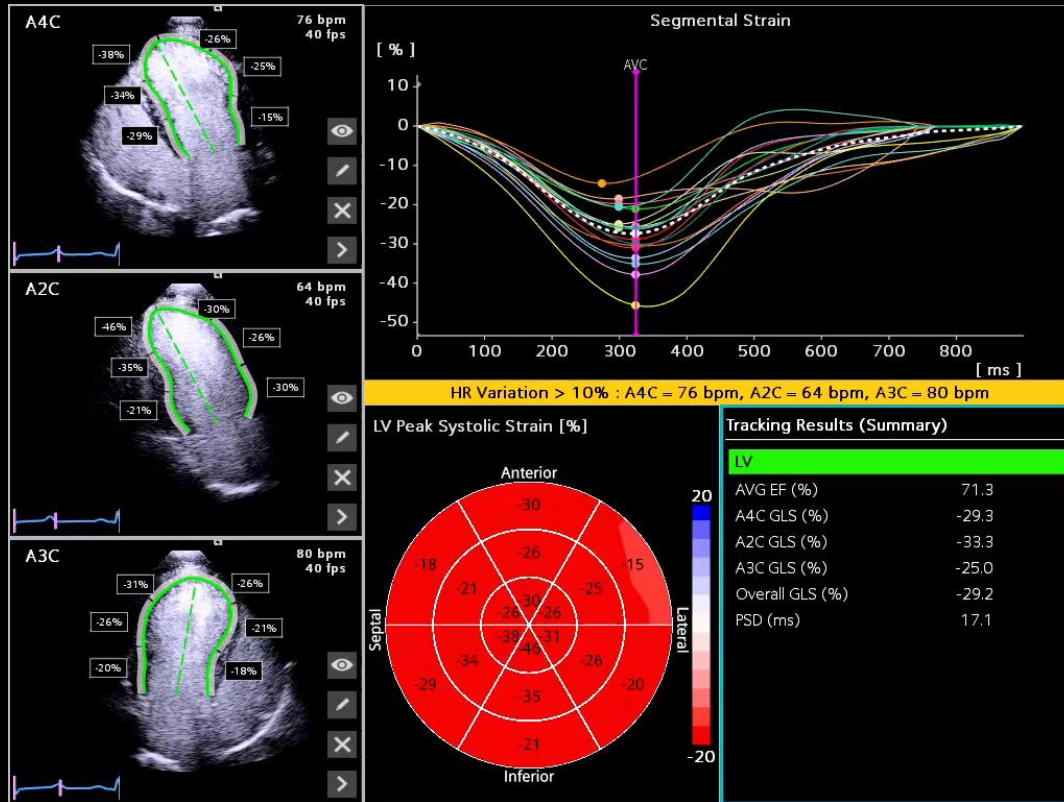 A4C
76 bpm
40 fps
-38%
-26%
-25%
-34%
-15%
-29%
A2C
64 bpm
40 fps
-46%
-30%
-26%
-35%
-30%
-21%
A3C
80 bpm
40 fps
-31%
-26%
-26%
-21%
-20%
-18%
Segmental Strain
[ % ]
AVC
10
0
-10
-20
-30
-40
-50
0 100 200 300 400 500 600 700 800
[ ms ]
HR Variation > 10% : A4C = 76 bpm, A2C = 64 bpm, A3C = 80 bpm
LV Peak Systolic Strain [%]
Anterior
-30
-18 -15
-26
-21 -25
-30
-26 -26
Septal Lateral
-38 -31
-46
-34 -26
-29 -20
-35
-21
Inferior
20
-20
Tracking Results (Summary)
LV
AVG EF (%) 71.3
A4C GLS (%) -29.3
A2C GLS (%) -33.3
A3C GLS (%) -25.0
Overall GLS (%) -29.2
PSD (ms) 17.1